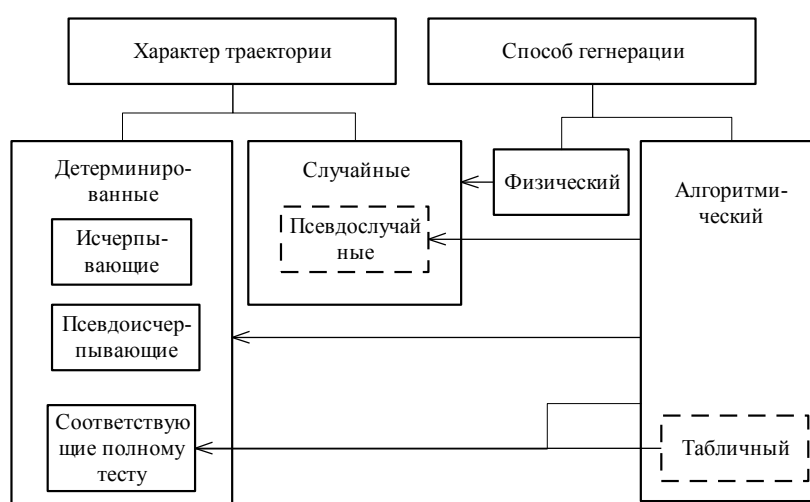 Характер траектории
Способ гегнерации
Детерминиро-
ванные
Исчерпы-
вающие
Псевдоисчер-
пывающие
Соответствую
щие полному
тесту
Случайные
Псевдослучай
ные
Физический
Алгоритми-
ческий
Табличный